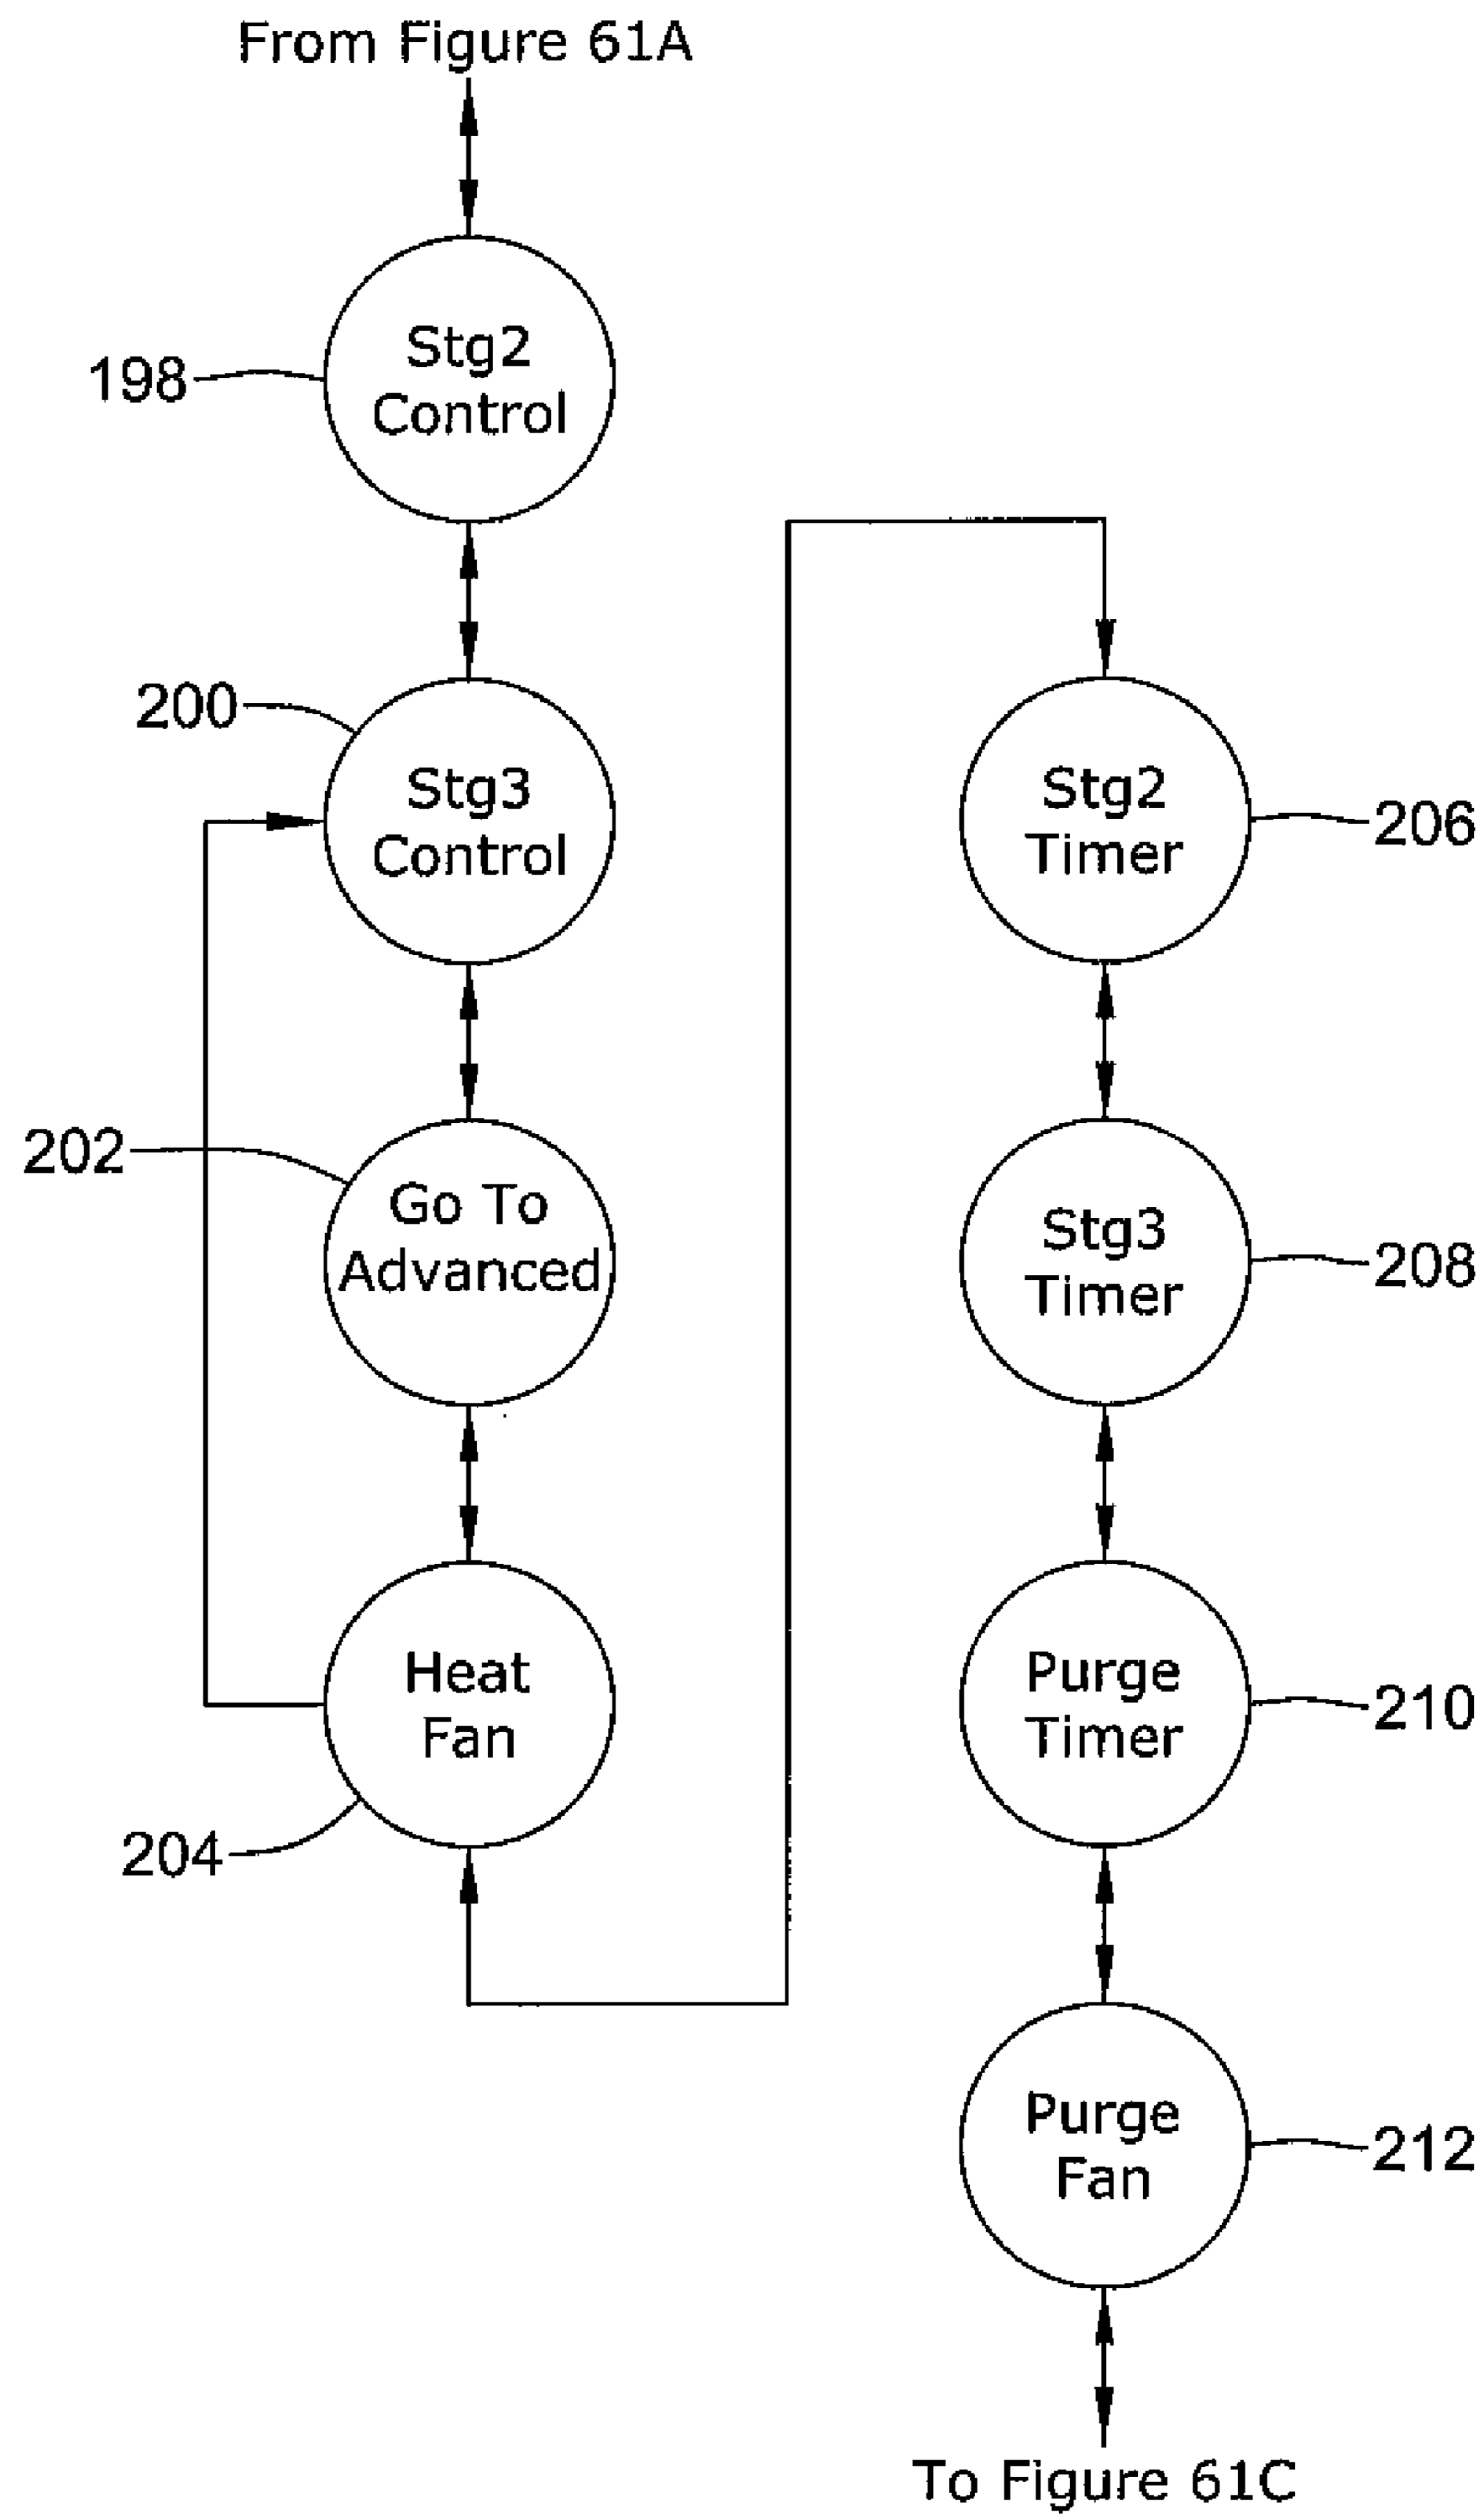 From Figure 61A
198
Stg2
Control
200
Stg3
Control
202
Go To
Advanced
Heat
Fan
204
Stg2
Timer
206
Stg3
Timer
208
Purge
Timer
210
Purge
Fan
212
To Figure 61C